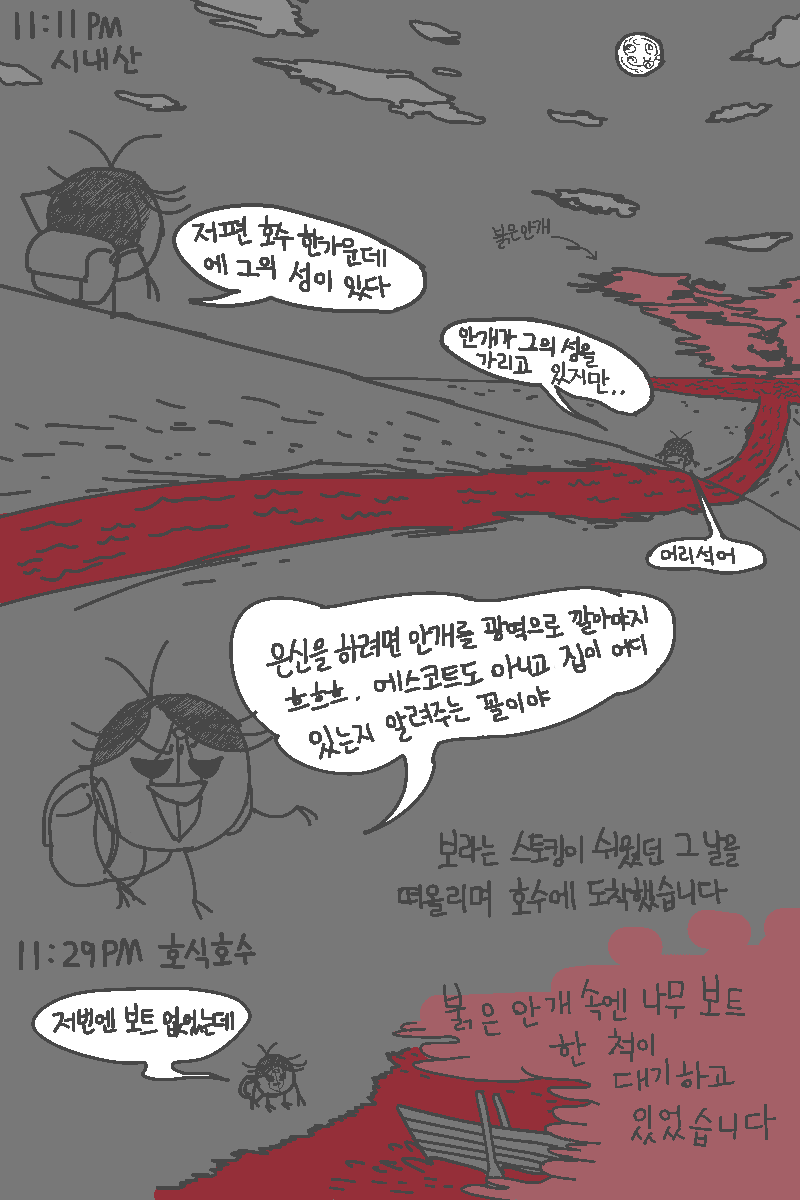 11:11PM
시내산
저편 호수 한가운데
에 그의 성이 있다
붉은안개
안개가 그의 성을
가리고 있지만..
어리석어
은신을 하려면 안개를 광역으로 깔아야지
흐흐흐. 에스코트도 아니고 집이 어디
있는지 알려주는 꼴이야
보라는 스토킹이 쉬웠던 그 날을
떠올리며 호수에 도착했습니다
11:29PM 호식호수
저번엔 보트 없었는데
붉은 안개 속엔 나무 보트
한 척이
대기하고
있었습니다